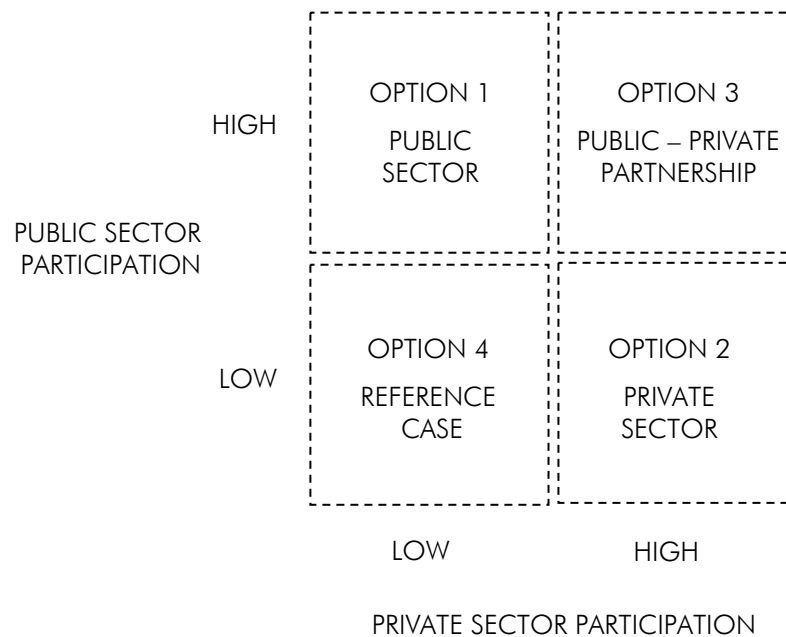 OPTION 1
PUBLIC
SECTOR
OPTION 3
PUBLIC – PRIVATE
PARTNERSHIP
HIGH
PUBLIC SECTOR
PARTICIPATION
OPTION 4
REFERENCE
CASE
OPTION 2
PRIVATE
SECTOR
LOW
LOW
HIGH
PRIVATE SECTOR PARTICIPATION